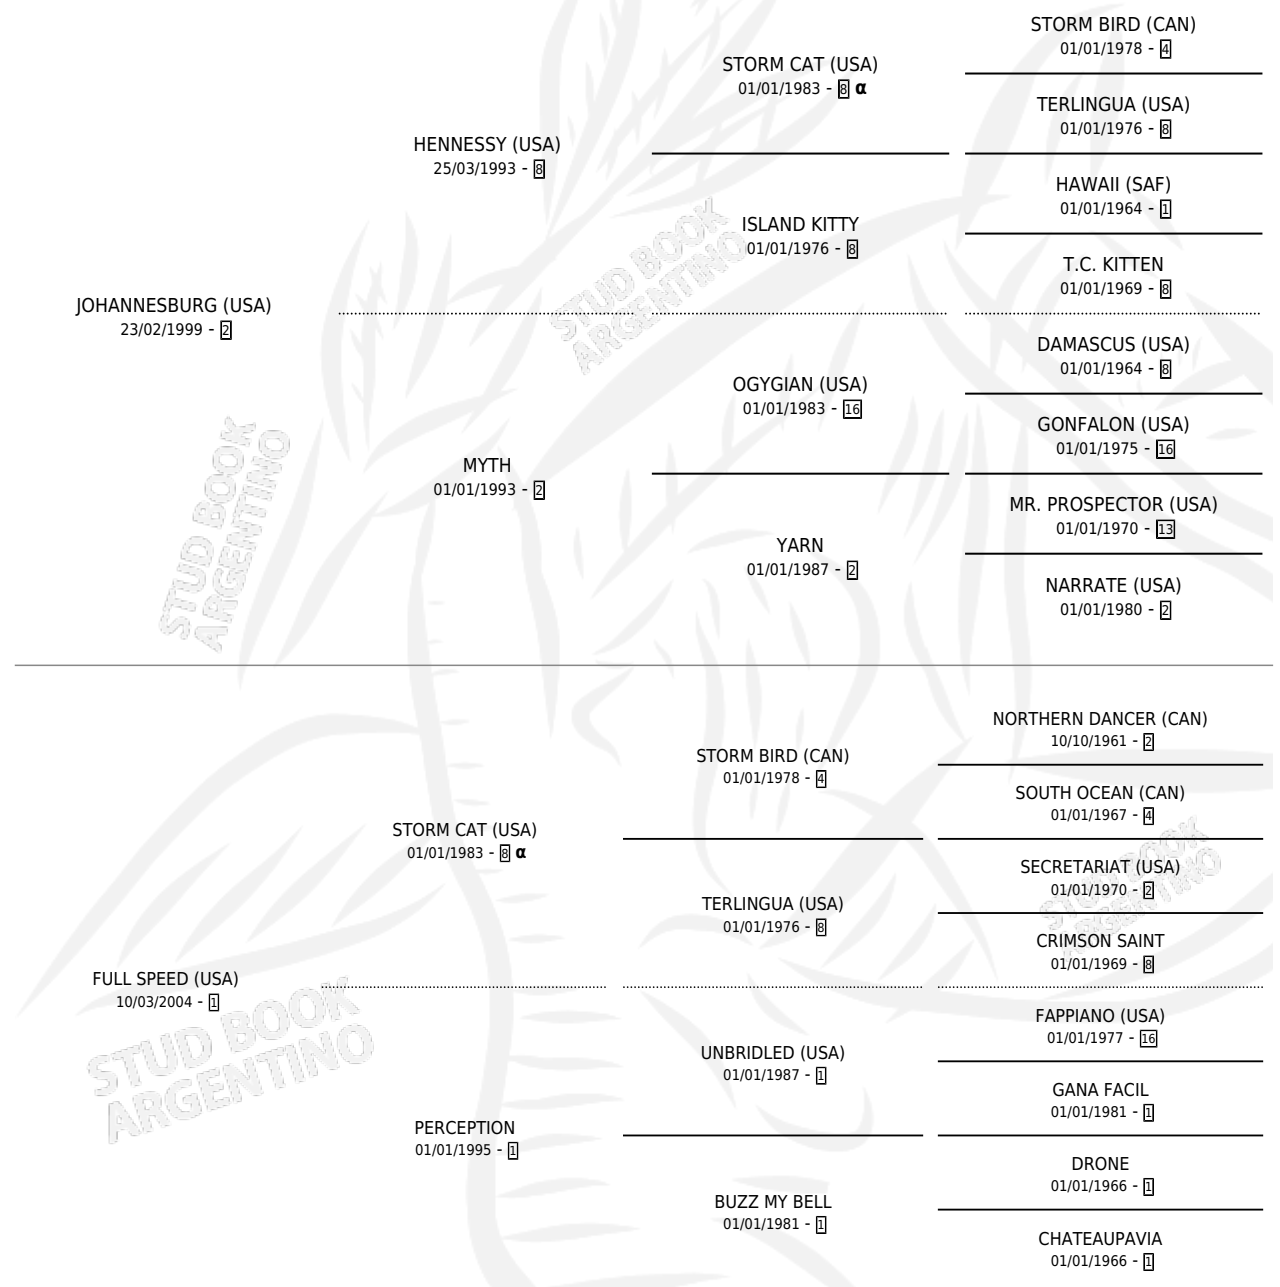 STORM BIRD (CAN)
01/01/1978 - 4
STORM CAT (USA)
01/01/1983 - 8 α
TERLINGUA (USA)
01/01/1976 - 8
HENNESSY (USA)
25/03/1993 - 8
HAWAII (SAF)
01/01/1964 - 1
ISLAND KITTY
01/01/1976 - 8
T.C. KITTEN
01/01/1969 - 8
JOHANNESBURG (USA)
23/02/1999 - 2
DAMASCUS (USA)
01/01/1964 - 8
OGYGIAN (USA)
01/01/1983 - 16
GONFALON (USA)
01/01/1975 - 16
MYTH
01/01/1993 - 2
MR. PROSPECTOR (USA)
01/01/1970 - 13
YARN
01/01/1987 - 2
NARRATE (USA)
01/01/1980 - 2
STUD BOOK
ARGENTINO
STUD BOOK
ARGENTINO
NORTHERN DANCER (CAN)
10/10/1961 - 2
STORM BIRD (CAN)
01/01/1978 - 4
SOUTH OCEAN (CAN)
01/01/1967 - 4
STORM CAT (USA)
01/01/1983 - 8 α
SECRETARIAT (USA)
01/01/1970 - 2
TERLINGUA (USA)
01/01/1976 - 8
CRIMSON SAINT
01/01/1969 - 8
FULL SPEED (USA)
10/03/2004 - 1
FAPPIANO (USA)
01/01/1977 - 16
UNBRIDLED (USA)
01/01/1987 - 1
GANA FACIL
01/01/1981 - 1
PERCEPTION
01/01/1995 - 1
DRONE
01/01/1966 - 1
BUZZ MY BELL
01/01/1981 - 1
CHATEAUPAVIA
01/01/1966 - 1
STUD BOOK
ARGENTINO
STUD BOOK
ARGENTINO